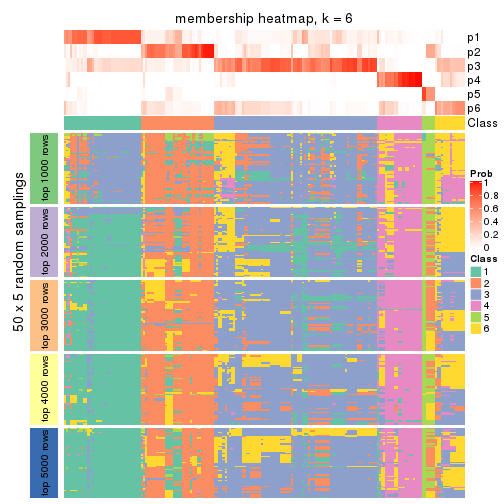 membership heatmap, k = 6
p1
p2
p3
p4
p5
p6
Class
50 x 5 random samplings
top 1000 rows
top 2000 rows
top 3000 rows
top 4000 rows
top 5000 rows
Prob
1
0.8
0.6
0.4
0.2
0
Class
1
2
3
4
5
6